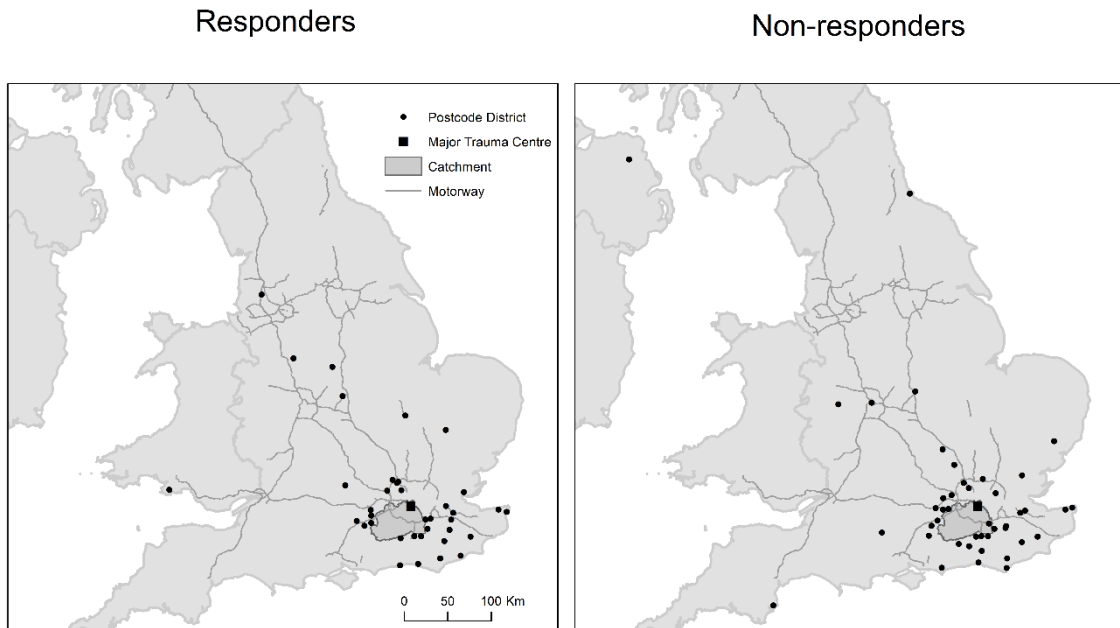 Responders
Non-responders
Postcode District
Major Trauma Centre
Catchment
Motorway
0 50 100 Km